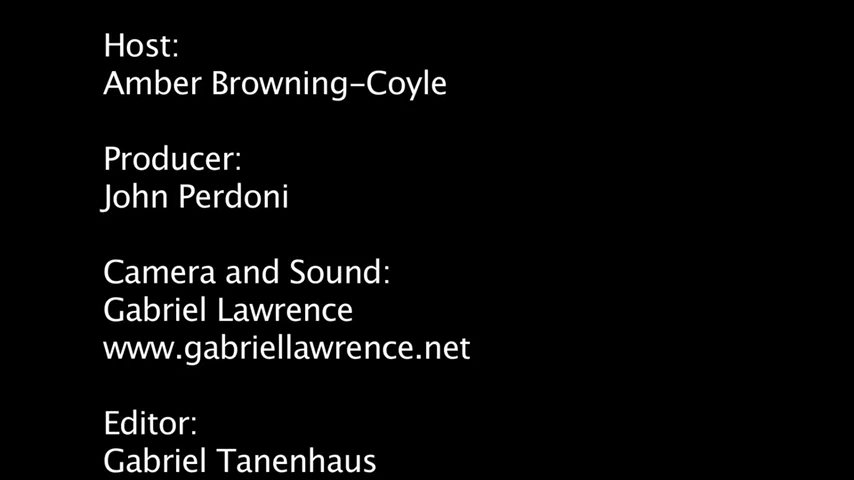 Host:
Amber Browning-Coyle
Producer:
John Perdoni
Camera and Sound:
Gabriel Lawrence
www.gabriellawrence.net
Editor:
Gabriel Tanenhaus